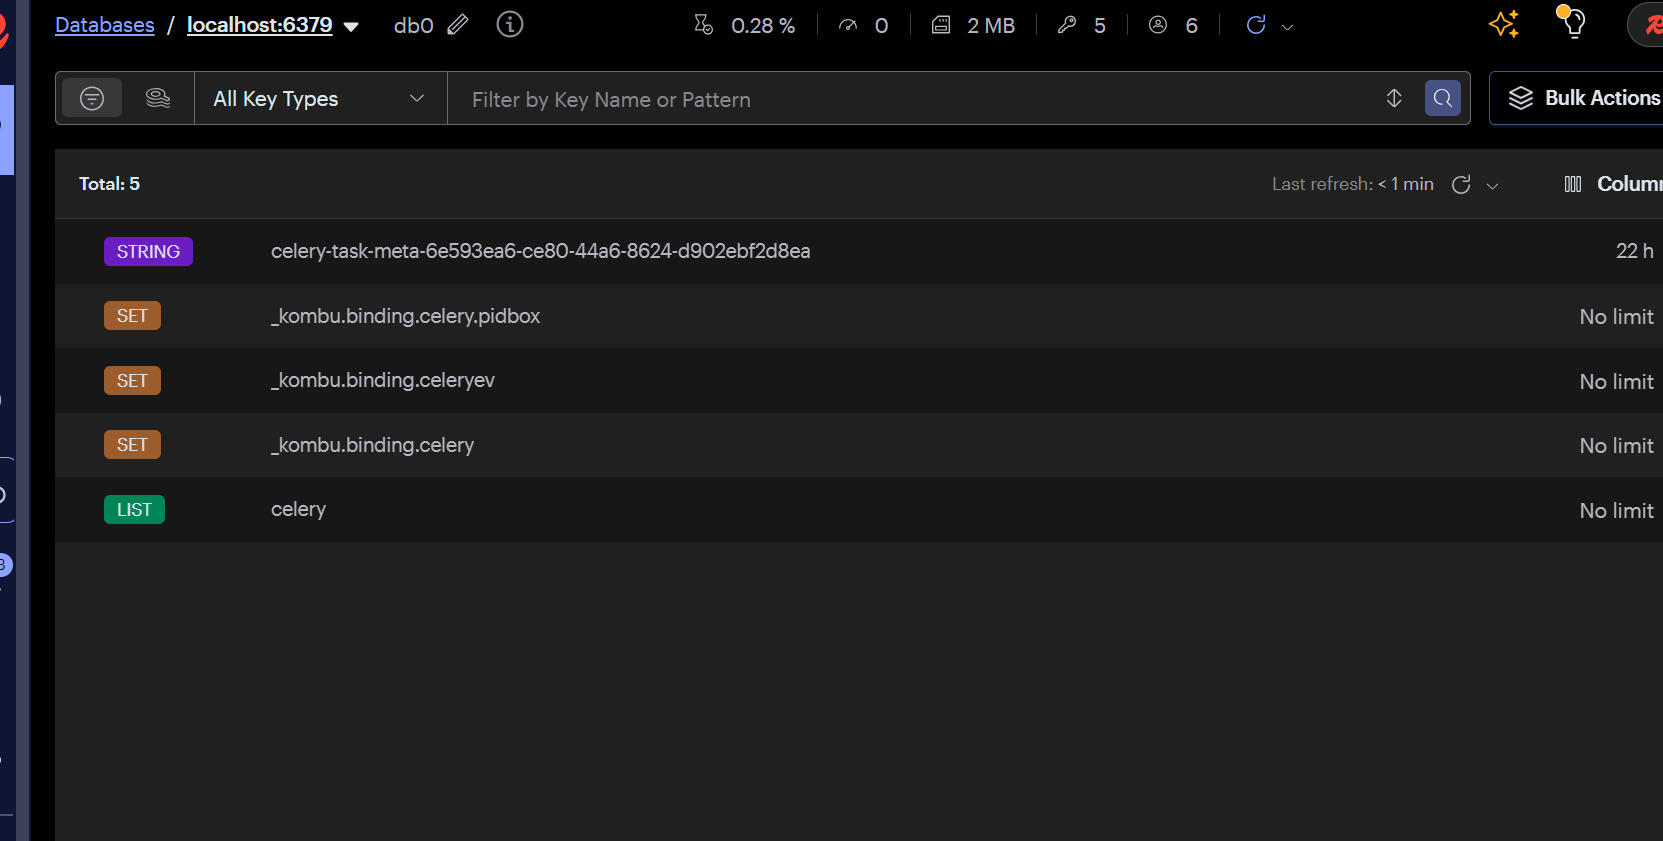 Databases / localhost:6379 db0 0.28 % 0 2 MB 5 6
All Key Types Filter by Key Name or Pattern Bulk Actions
Total: 5 Last refresh: < 1 min
STRING celery-task-meta-6e593ea6-ce80-44a6-8624-d902ebf2d8ea 22 h
SET _kombu.binding.celery.pidbox No limit
SET _kombu.binding.celeryev No limit
SET _kombu.binding.celery No limit
LIST celery No limit